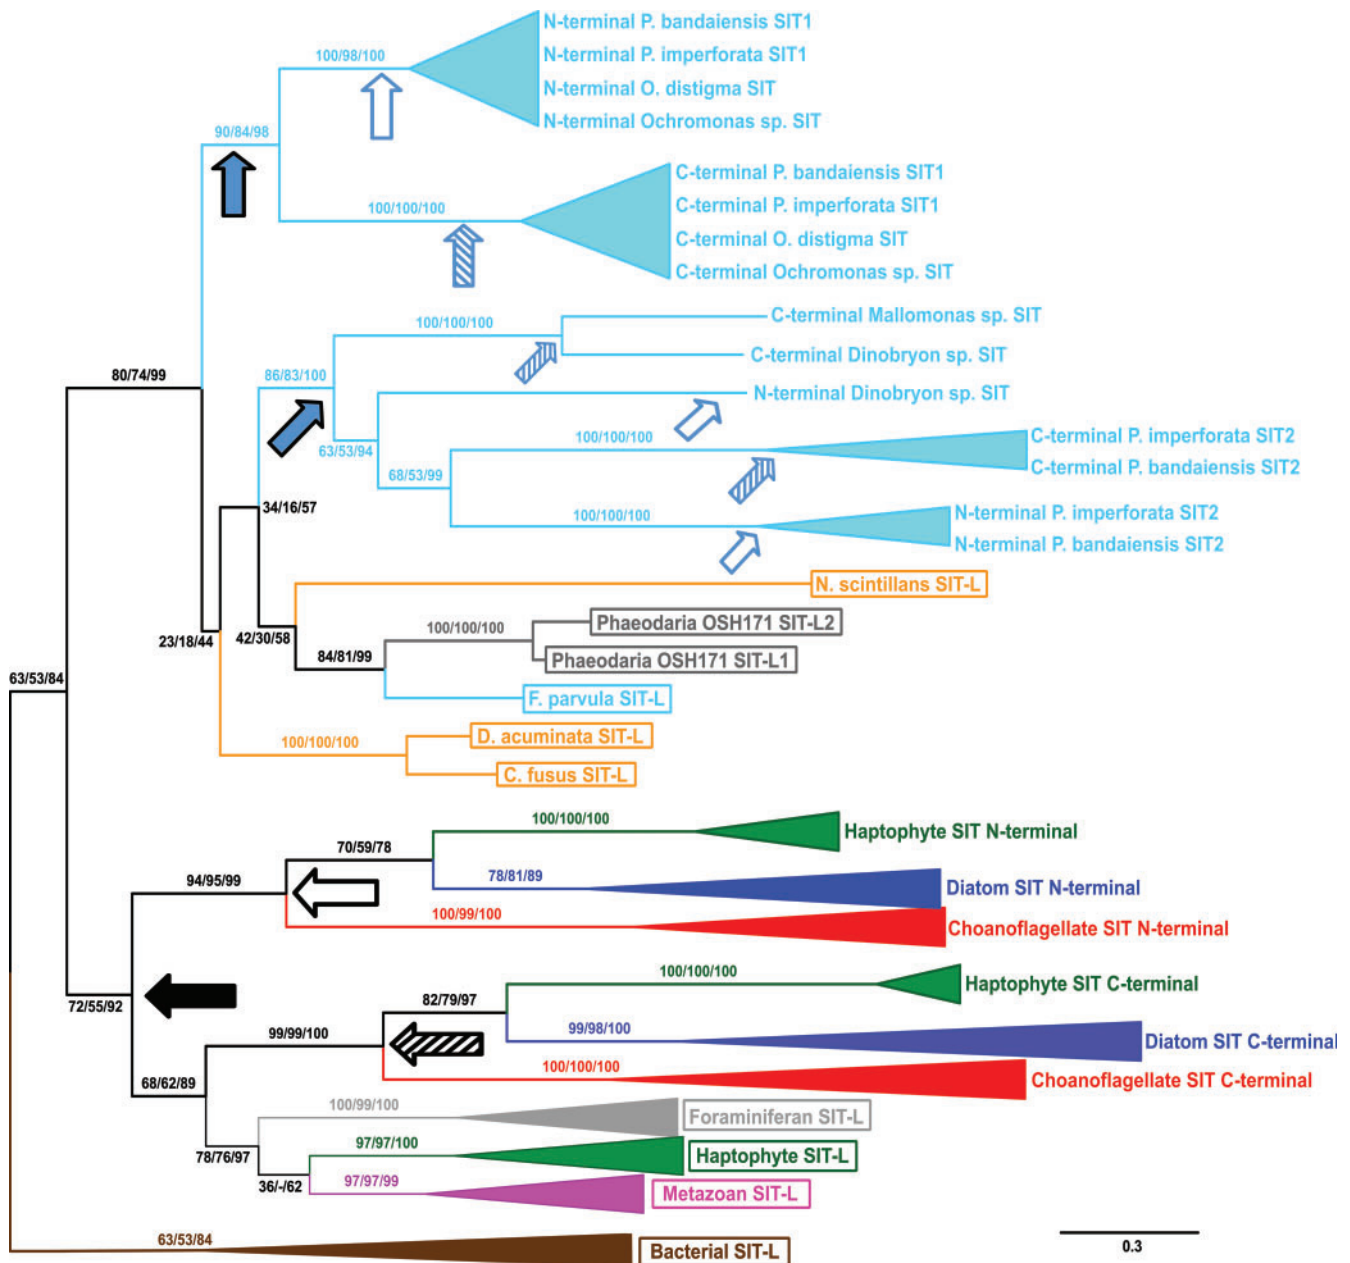 N-terminal P. bandaiensis SIT1
100/98/100
N-terminal P. imperforata SIT1
N-terminal O. distigma SIT
N-terminal Ochromonas sp. SIT
90/84/98
C-terminal P. bandaiensis SIT1
100/100/100
C-terminal P. imperforata SIT1
C-terminal O. distigma SIT
C-terminal Ochromonas sp. SIT
C-terminal Mallomonas sp. SIT
100/100/100
C-terminal Dinobryon sp. SIT
80/74/99
86/83/100
N-terminal Dinobryon sp. SIT
63/53/94
100/100/100
C-terminal P. imperforata SIT2
C-terminal P. bandaiensis SIT2
68/53/99
34/16/57
100/100/100
N-terminal P. imperforata SIT2
N-terminal P. bandaiensis SIT2
N. scintillans SIT-L
Phaeodaria OSH171 SIT-L2
100/100/100
23/18/44
42/30/58
84/81/99
Phaeodaria OSH171 SIT-L1
63/53/84
F. parvula SIT-L
D. acuminata SIT-L
100/100/100
C. fusus SIT-L
100/100/100
Haptophyte SIT N-terminal
70/59/78
94/95/99
78/81/89
Diatom SIT N-terminal
100/99/100
Choanoflagellate SIT N-terminal
100/100/100
Haptophyte SIT C-terminal
72/55/92
82/79/97
99/99/100
99/98/100
Diatom SIT C-terminal
100/100/100
Choanoflagellate SIT C-terminal
68/62/89
100/99/100
Foraminiferan SIT-L
78/76/97
97/97/100
Haptophyte SIT-L
36/-/62
97/97/99
Metazoan SIT-L
63/53/84
Bacterial SIT-L
0.3